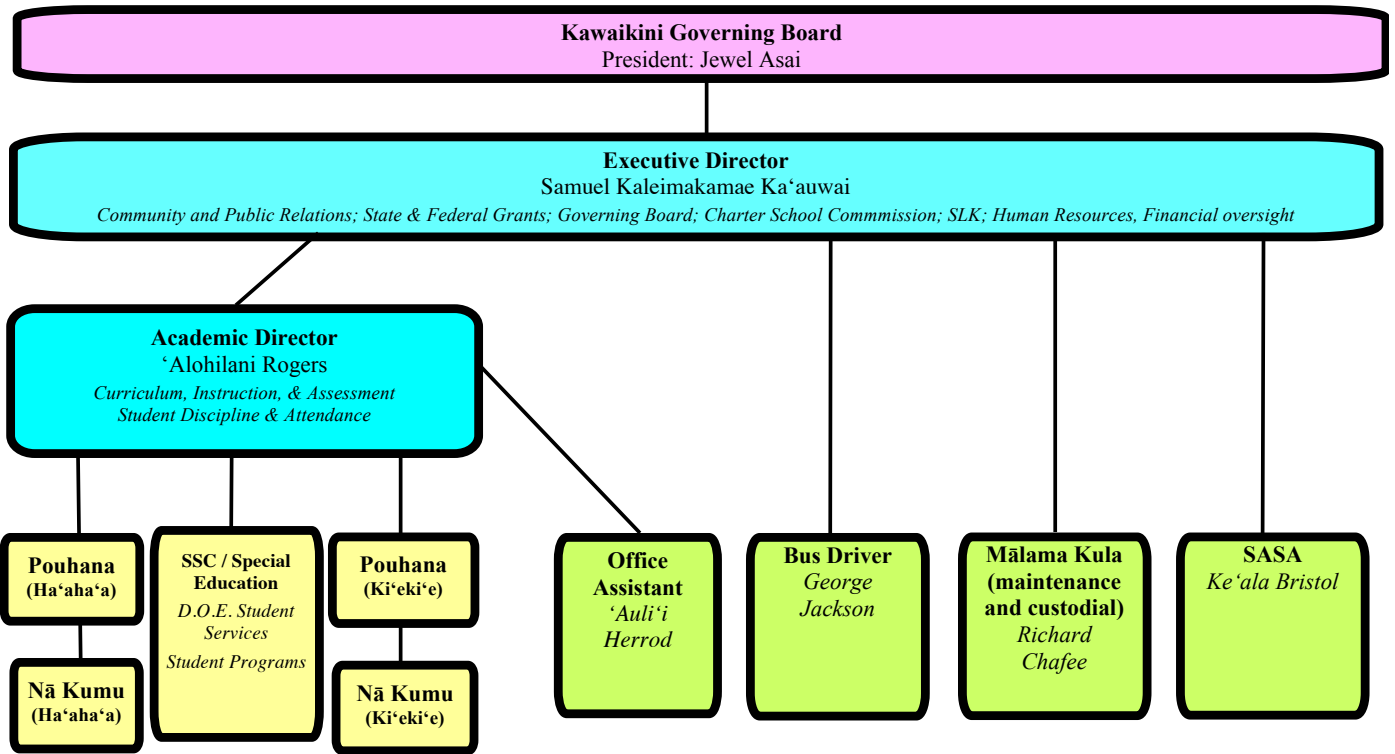 Kawaikini Governing Board
President: Jewel Asai
Executive Director
Samuel Kaleimakamae Ka‘auwai
Community and Public Relations; State & Federal Grants; Governing Board; Charter School Commmission; SLK; Human Resources, Financial oversight
Academic Director
‘Alohilani Rogers
Curriculum, Instruction, & Assessment
Student Discipline & Attendance
Pouhana
(Ha‘aha‘a)
SSC / Special
Education
D.O.E. Student
Services
Student Programs
Pouhana
(Ki‘eki‘e)
Nā Kumu
(Ha‘aha‘a)
Nā Kumu
(Ki‘eki‘e)
Office
Assistant
‘Auli‘i
Herrod
Bus Driver
George
Jackson
Mālama Kula
(maintenance
and custodial)
Richard
Chafee
SASA
Ke‘ala Bristol